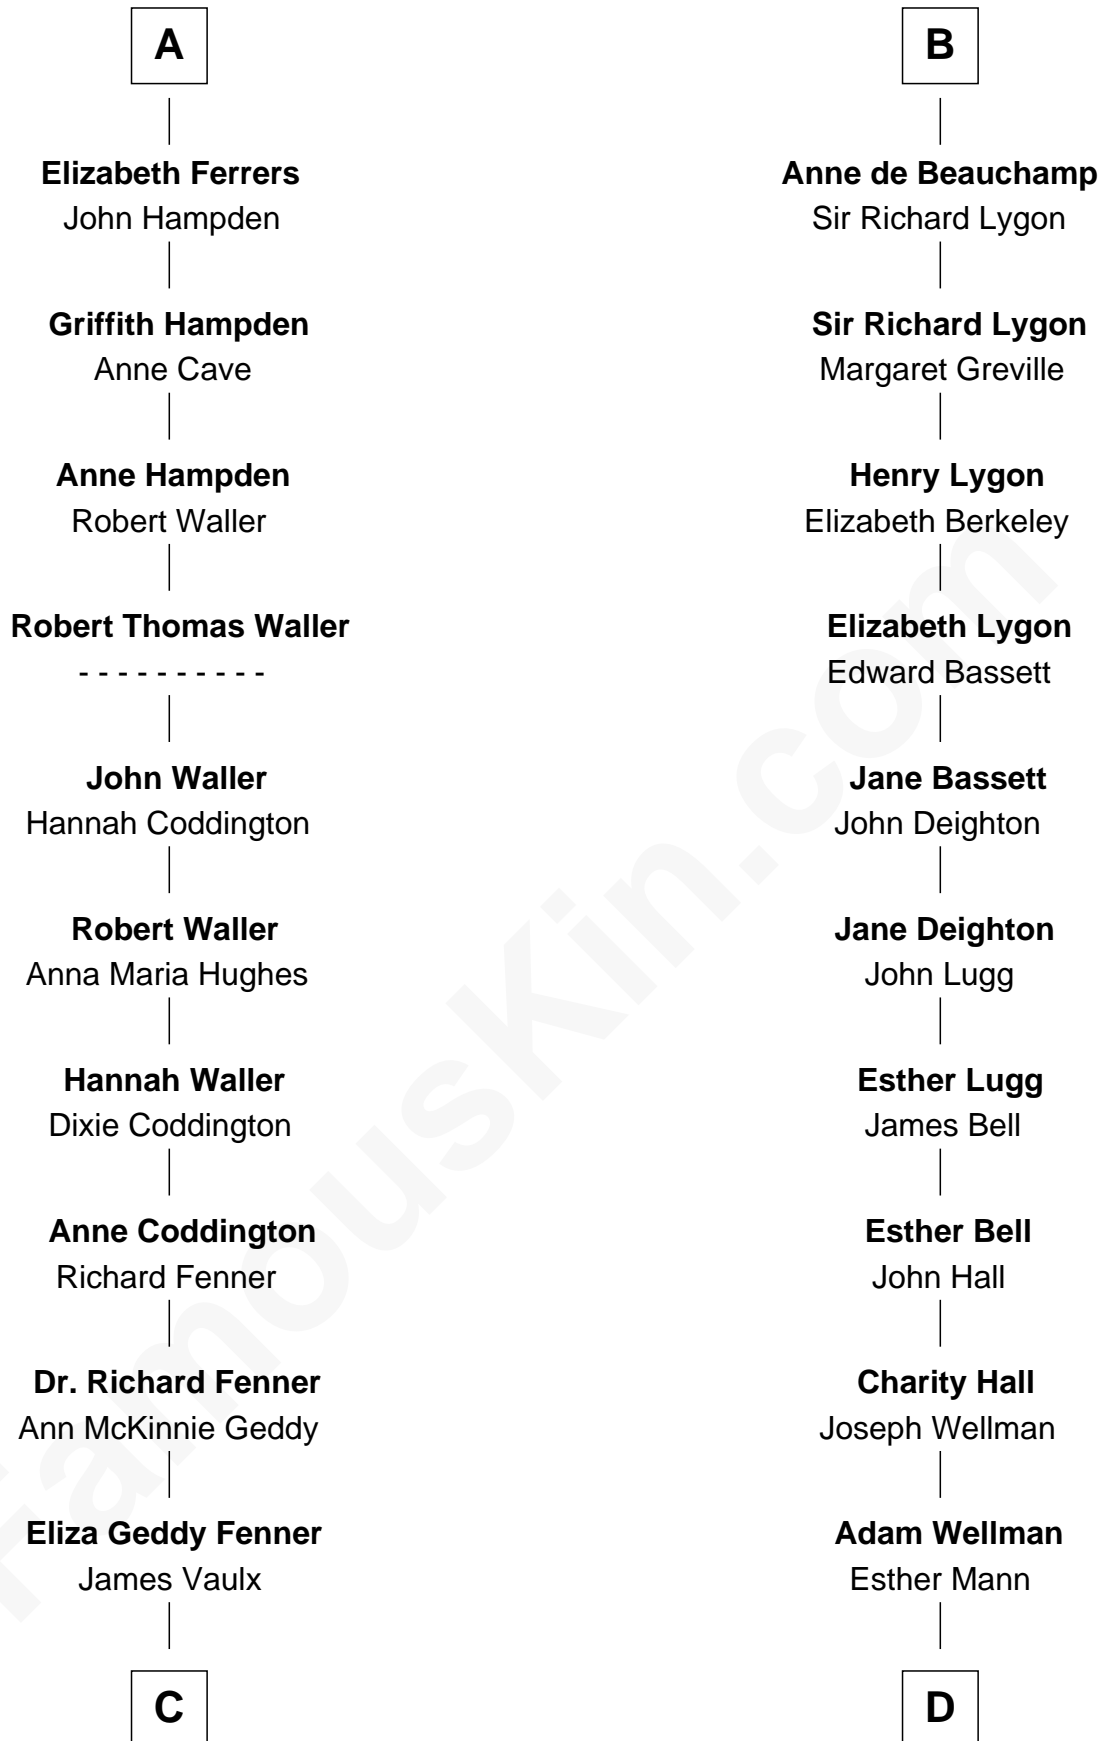 A
Elizabeth Ferrers
John Hampden
Griffith Hampden
Anne Cave
Anne Hampden
Robert Waller
Robert Thomas Waller
- - - - - - - - - -
John Waller
Hannah Coddington
Robert Waller
Anna Maria Hughes
Hannah Waller
Dixie Coddington
Anne Coddington
Richard Fenner
Dr. Richard Fenner
Ann McKinnie Geddy
Eliza Geddy Fenner
James Vaulx
C
B
Anne de Beauchamp
Sir Richard Lygon
Sir Richard Lygon
Margaret Greville
Henry Lygon
Elizabeth Berkeley
Elizabeth Lygon
Edward Bassett
Jane Bassett
John Deighton
Jane Deighton
John Lugg
Esther Lugg
James Bell
Esther Bell
John Hall
Charity Hall
Joseph Wellman
Adam Wellman
Esther Mann
D
FamousKin.com